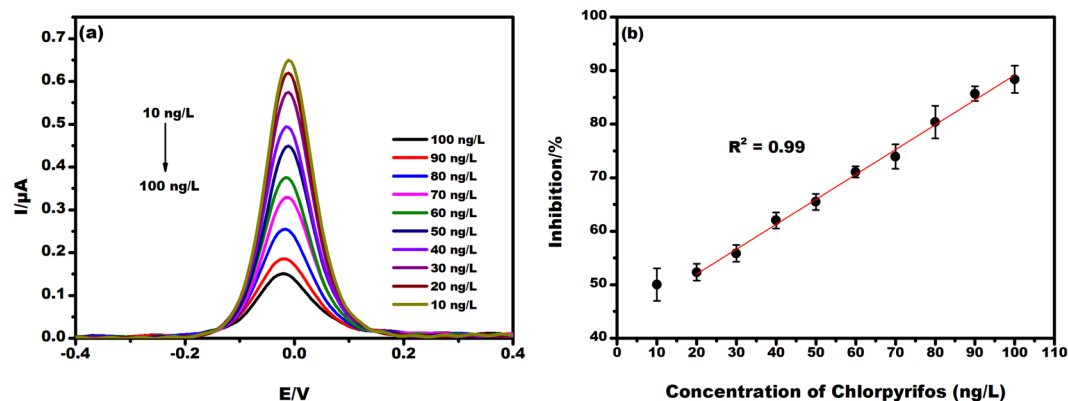 (a)
0.7
0.6
0.5
0.4
0.3
0.2
0.1
0.0
-0.4
-0.2
0.0
0.2
0.4
I/µA
E/V
10 ng/L
100 ng/L
100 ng/L
90 ng/L
80 ng/L
70 ng/L
60 ng/L
50 ng/L
40 ng/L
30 ng/L
20 ng/L
10 ng/L
(b)
100
90
80
70
60
50
40
0
10
20
30
40
50
60
70
80
90
100
110
Inhibition/%
R² = 0.99
Concentration of Chlorpyrifos (ng/L)